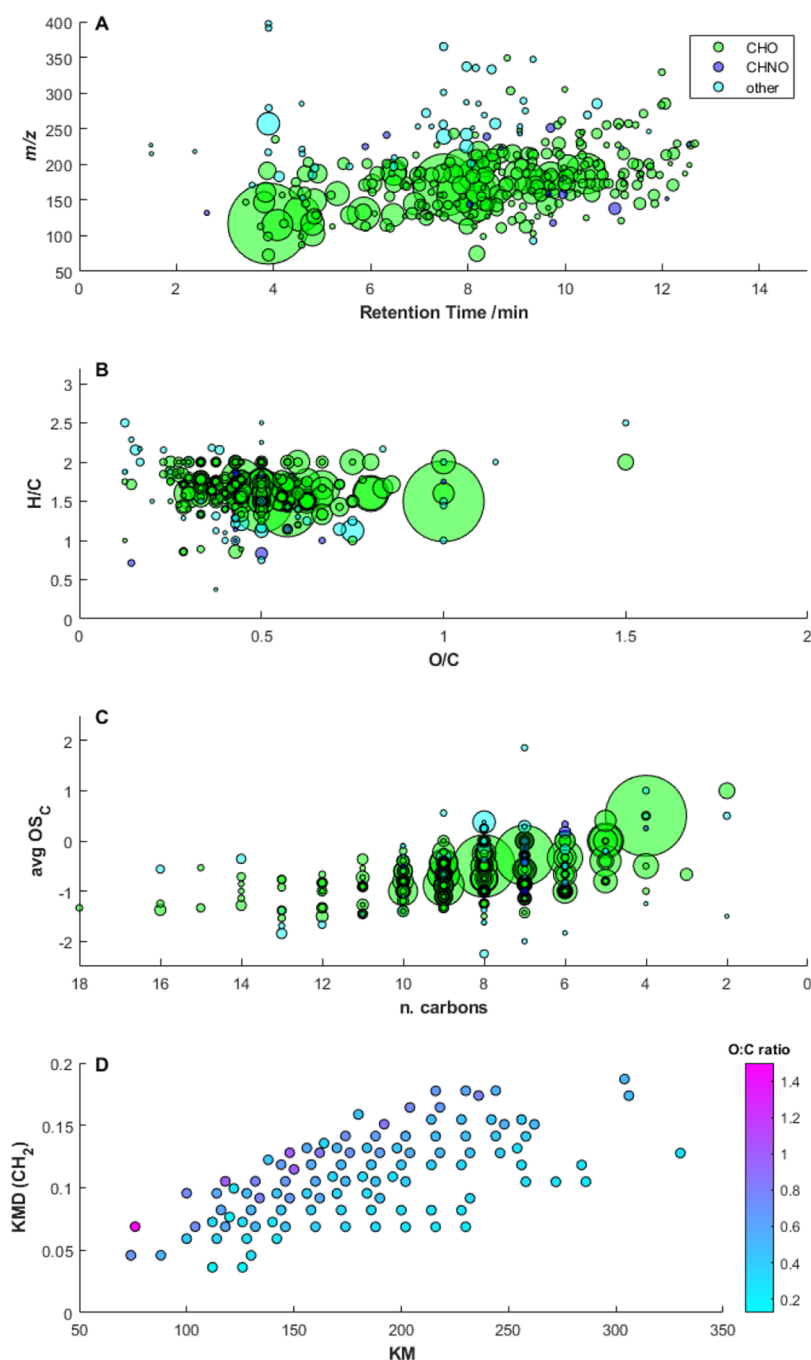 A
400
350
300
250
200
150
100
50
m/z
CHO
CHNO
other
0 2 4 6 8 10 12 14
Retention Time /min
B
3
2.5
2
1.5
1
0.5
0
H/C
0 0.5 1 1.5 2
O/C
C
2
1
0
-1
-2
avg OSC
18 16 14 12 10 8 6 4 2 0
n. carbons
D
0.2
0.15
0.1
0.05
0
KMD (CH2)
50 100 150 200 250 300 350
KM
O:C ratio
1.4
1.2
1
0.8
0.6
0.4
0.2